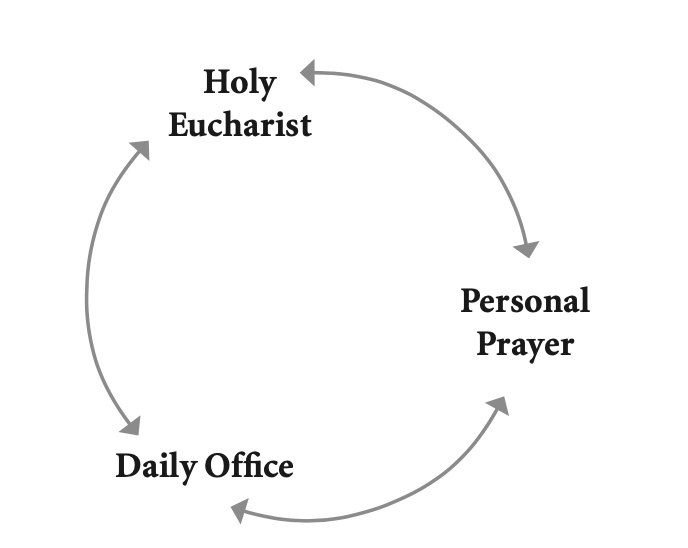 Holy
Eucharist
Personal
Prayer
Daily Office